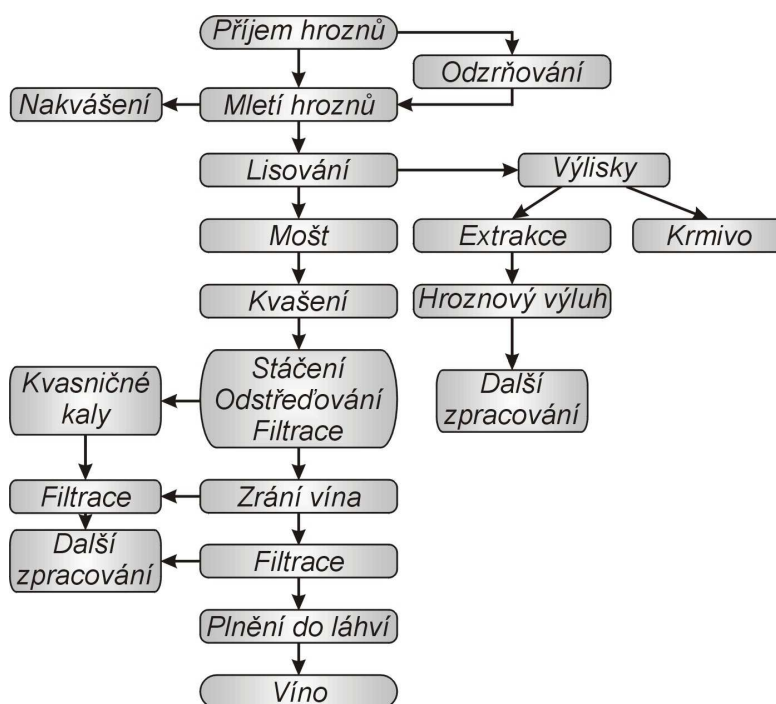 Příjem hroznů
Odzrňování
Nakvášení
Mletí hroznů
Lisování
Výlisky
Mošt
Extrakce
Krmivo
Kvašení
Hroznový výluh
Stáčení
Odstřeďování
Filtrace
Kvasničné
kaly
Další
zpracování
Filtrace
Zrání vína
Další
zpracování
Filtrace
Plnění do láhví
Víno